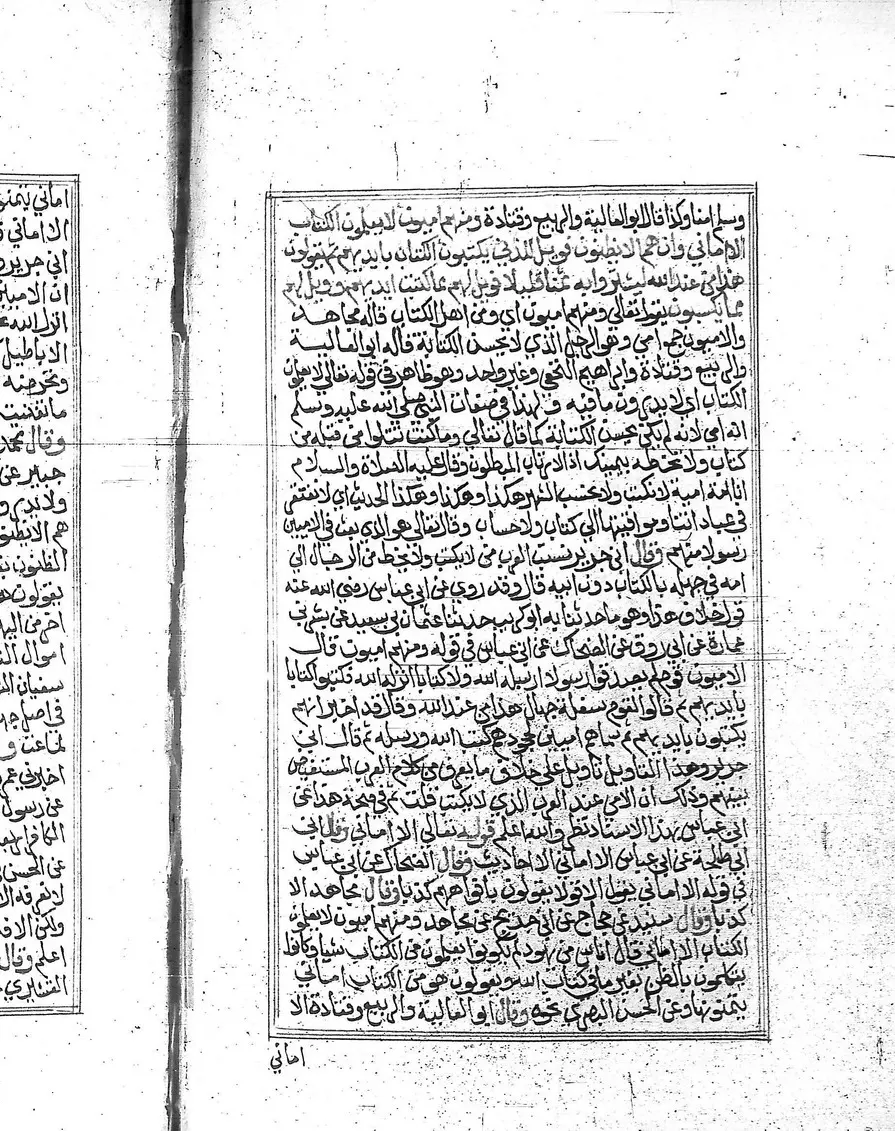 وسلم امنا وكذا قال ابو العالية والربيع وقتادة ومنهم اميون لا يعلمون الكتاب
الا اماني وان هم الا يظنون فويل للذين يكتبون الكتاب بايديهم ثم يقولون
هذا من عند الله ليشتروا به ثمنا قليلا فويل لهم مما كتبت ايديهم وويل لهم
مما يكسبون يقول تعالى ومنهم اميون اي ومن اهل الكتاب قاله مجاهد
والاميون جمع امي وهو الرجل الذي لا يحسن الكتابة قاله ابو العالية
والربيع وقتادة وابراهيم النخعي وغير واحد وهو ظاهر في قوله تعالى لا يعلمون
الكتاب اي لا يدرون ما فيه ولهذا في صفات النبي صلى الله عليه وسلم
انه امي لانه لم يكن يحسن الكتابة كما قال تعالى وما كنت تتلوا من قبله من
كتاب ولا تخطه بيمينك اذا لارتاب المبطلون وقال عليه الصلاة والسلام
انا امة امية لا نكتب ولا نحسب الشهر هكذا وهكذا وهكذا الحديث اي لا نفتقر
في عباداتنا ومواقيتها الى كتاب ولا حساب وقال تعالى هو الذي بعث في الاميين
رسولا منهم وقال ابن جرير نسبت العرب من لا يكتب ولا يخط من الرجال الى
امه في جهله بالكتاب دون ابيه قال وقد روي عن ابن عباس رضي الله عنه
قول خلاف هذا وهو ما حدثنا به ابو كريب حدثنا عثمان بن سعيد عن بشر بن
عمارة عن ابي روق عن الضحاك عن ابن عباس في قوله ومنهم اميون قال
الاميون قوم لم يصدقوا رسولا ارسله الله ولا كتابا انزله الله فكتبوا كتابا
بايديهم ثم قالوا لقوم سفلة جهال هذا من عند الله وقال قد اخبر انهم
يكتبون بايديهم ثم سماهم اميين لجحودهم كتب الله ورسله ثم قال ابن
جرير وهذا التاويل تاويل على خلاف ما يعرف من كلام العرب المستفيض
بينهم وذلك ان الامي عند العرب الذي لا يكتب قلت ثم في صحة هذا عن
ابن عباس بهذا الاسناد نظر والله اعلم قوله تعالى الا اماني وقال ابن
ابي طلحة عن ابن عباس الا اماني الا احاديث وقال الضحاك عن ابن عباس
في قوله الا اماني يقول الا قولا يقولون بافواههم كذبا وقال مجاهد الا
كذبا وقال سنيد عن حجاج عن ابن جريج عن مجاهد ومنهم اميون لا يعلمون
الكتاب الا اماني قال اناس من يهود لم يكونوا يعلمون من الكتاب شيا وكانوا
يتكلمون بالظن بغير ما في كتاب الله ويقولون هو من الكتاب اماني
يتمنونها وعن الحسن البصري نحوه وقال ابو العالية والربيع وقتادة الا
اماني